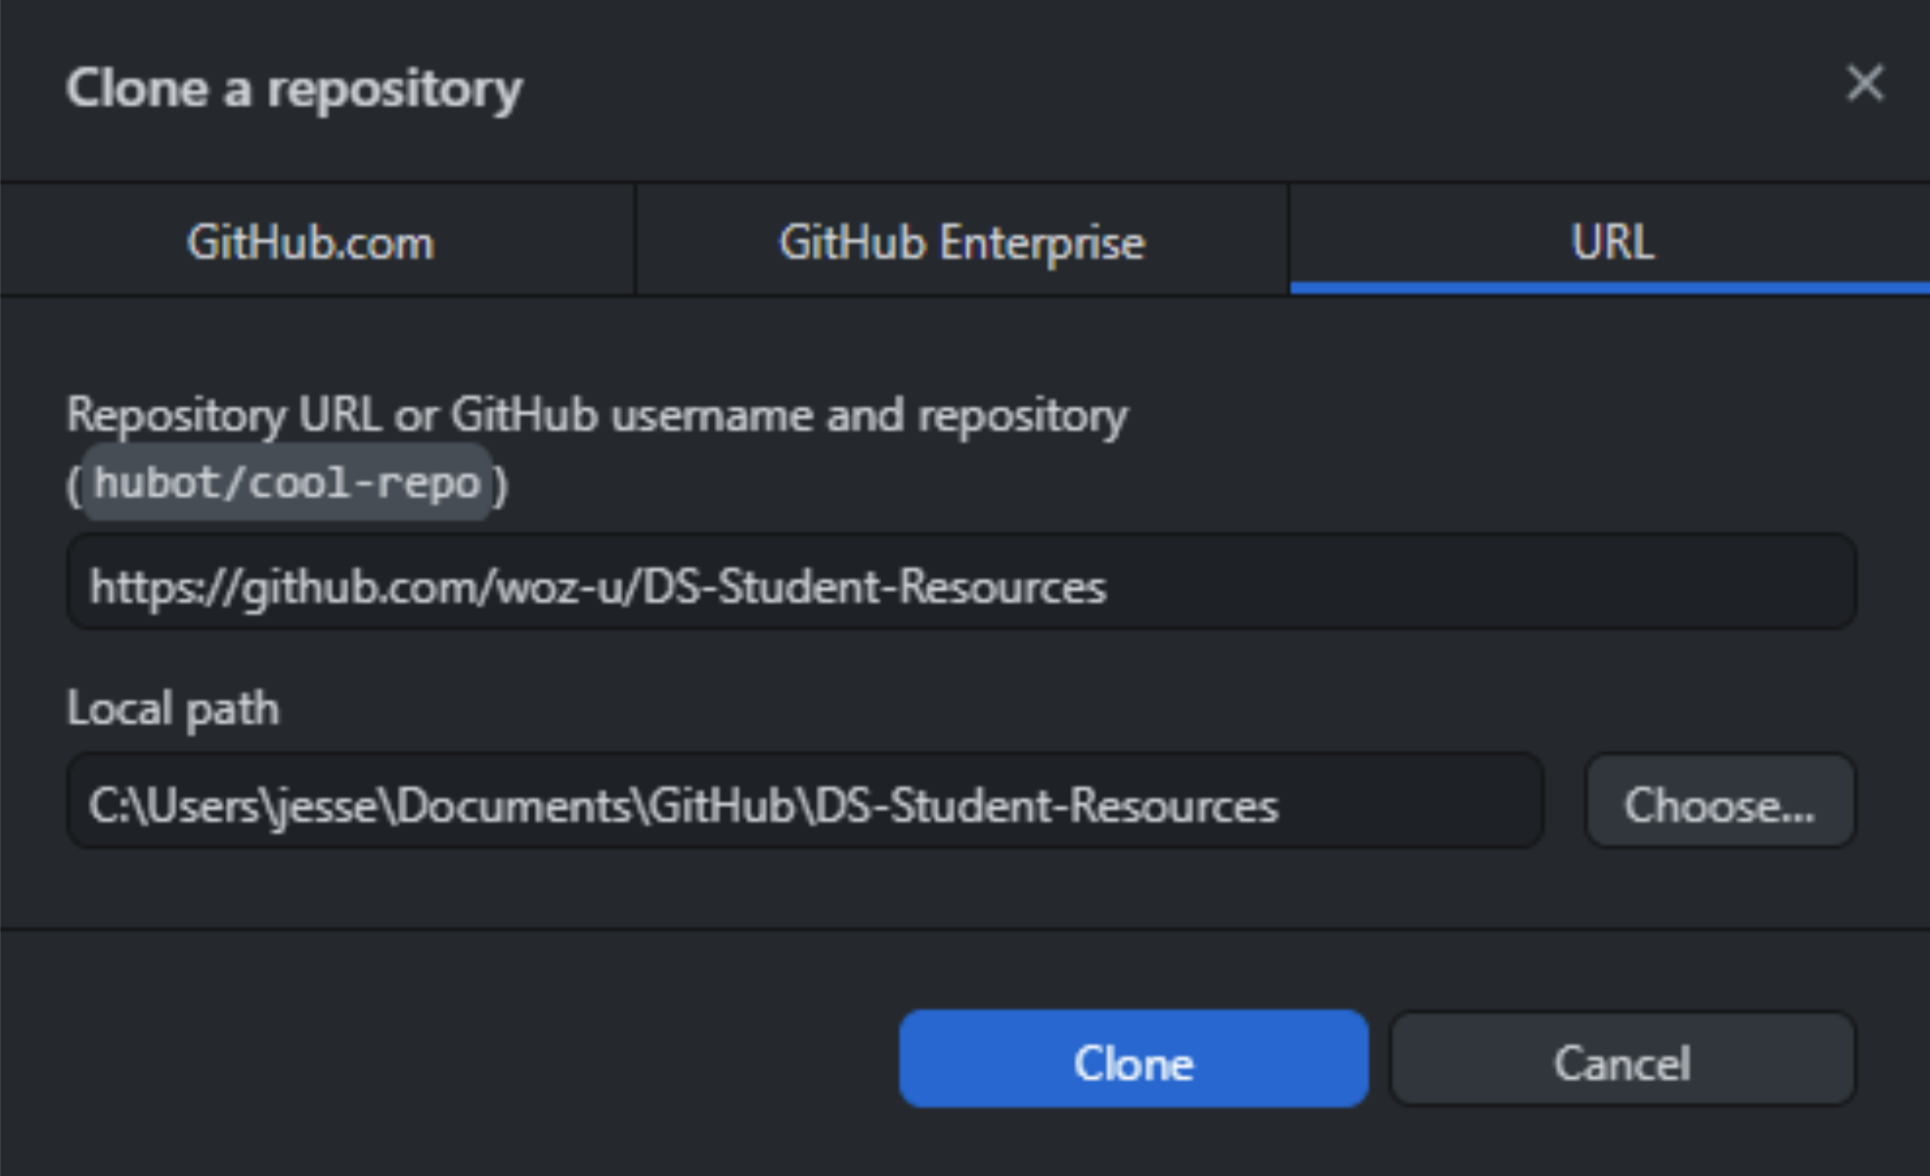 Clone a repository
GitHub.com
GitHub Enterprise
URL
Repository URL or GitHub username and repository
(hubot/cool-repo)
https://github.com/woz-u/DS-Student-Resources
Local path
C:\Users\jesse\Documents\GitHub\DS-Student-Resources
Choose...
Clone
Cancel